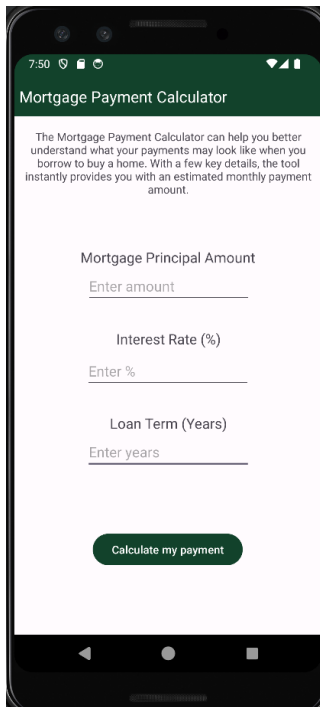 7:50
Mortgage Payment Calculator
The Mortgage Payment Calculator can help you better
understand what your payments may look like when you
borrow to buy a home. With a few key details, the tool
instantly provides you with an estimated monthly payment
amount.
Mortgage Principal Amount
Enter amount
Interest Rate (%)
Enter %
Loan Term (Years)
Enter years
Calculate my payment